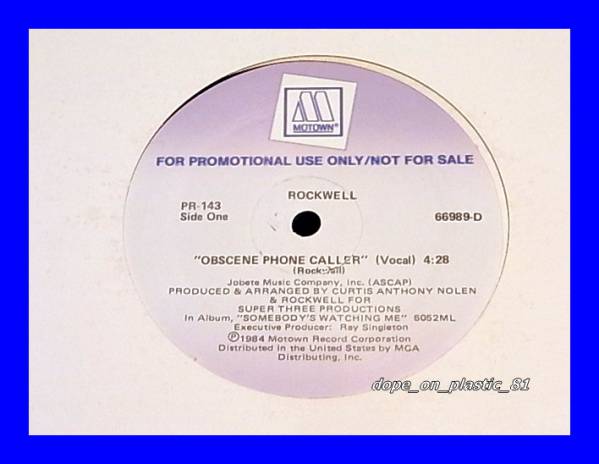 MOTOWN®
FOR PROMOTIONAL USE ONLY/NOT FOR SALE
ROCKWELL
PR-143
Side One
66989-D
"OBSCENE PHONE CALLER" (Vocal) 4:28
(Rockwell)
Jobete Music Company, Inc. (ASCAP)
PRODUCED & ARRANGED BY CURTIS ANTHONY NOLEN
& ROCKWELL FOR
SUPER THREE PRODUCTIONS
In Album, "SOMEBODY'S WATCHING ME" 6052ML
Executive Producer: Ray Singleton
℗1984 Motown Record Corporation
Distributed in the United States by MCA
Distributing, Inc.
dope_on_plastic_81